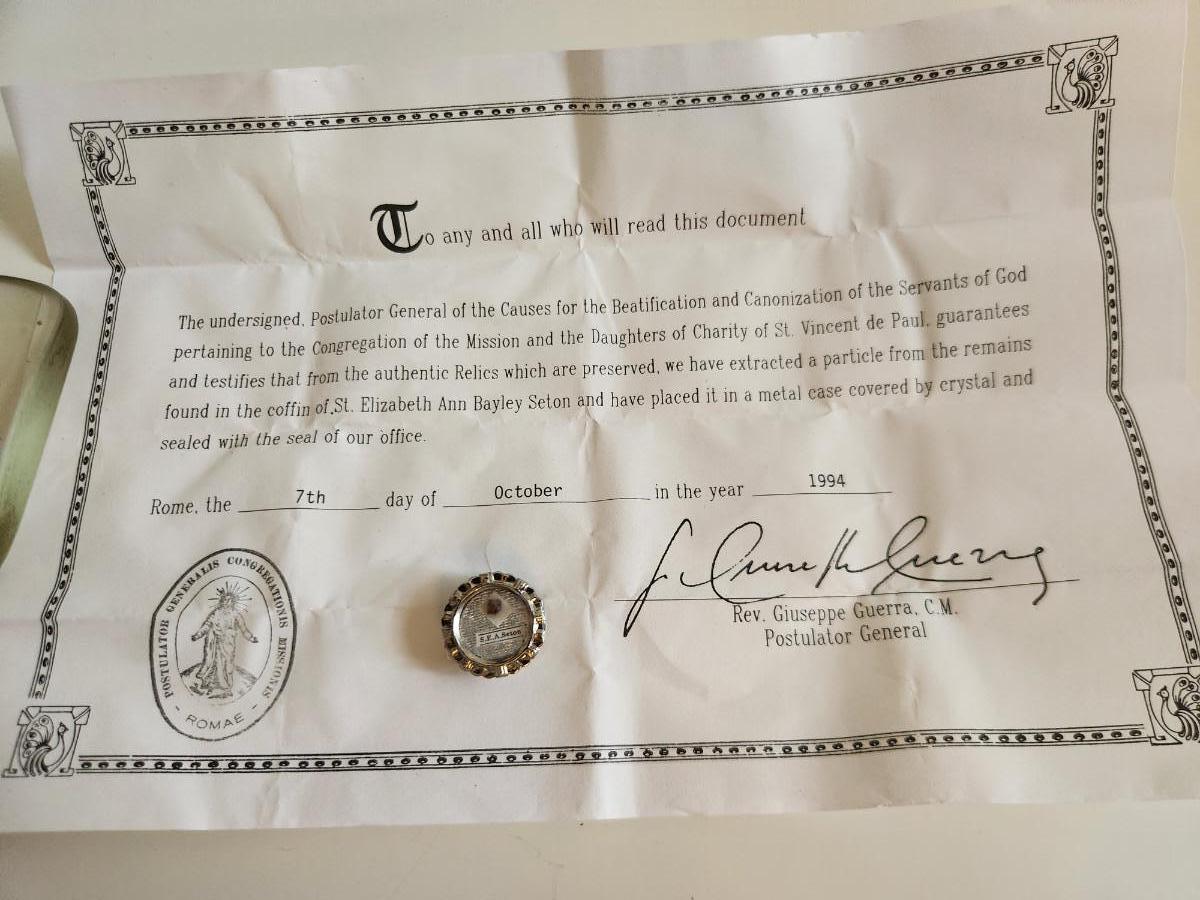 To any and all who will read this document
The undersigned, Postulator General of the Causes for the Beatification and Canonization of the Servants of God
pertaining to the Congregation of the Mission and the Daughters of Charity of St. Vincent de Paul, guarantees
and testifies that from the authentic Relics which are preserved, we have extracted a particle from the remains
found in the coffin of St. Elizabeth Ann Bayley Seton and have placed it in a metal case covered by crystal and
sealed with the seal of our office.
Rome, the 7th day of October in the year 1994
POSTULATOR GENERALIS CONGREGATIONIS MISSIONIS
- ROMAE -
S.E.A.Seton
Giuseppe Guerra
Rev. Giuseppe Guerra, C.M.
Postulator General